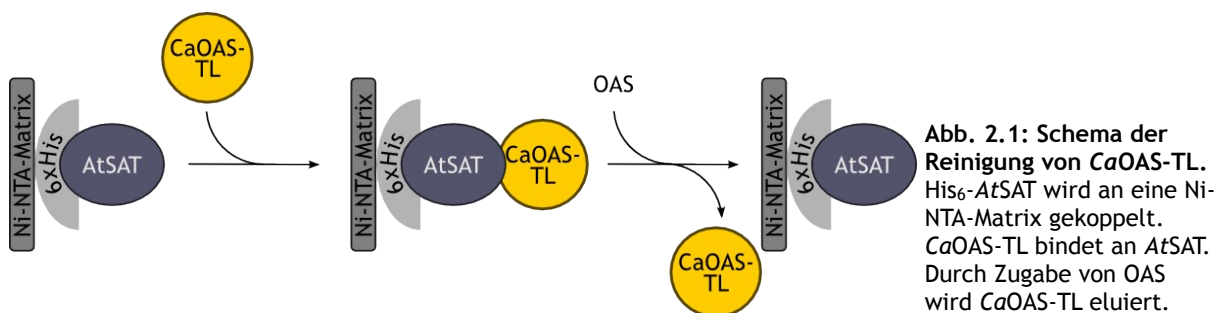 Ni-NTA-Matrix
6xHis
AtSAT
CaOAS-
TL
Ni-NTA-Matrix
6xHis
AtSAT
CaOAS-
TL
OAS
CaOAS-
TL
Ni-NTA-Matrix
6xHis
AtSAT
Abb. 2.1: Schema der
Reinigung von CaOAS-TL.
His₆-AtSAT wird an eine Ni-
NTA-Matrix gekoppelt.
CaOAS-TL bindet an AtSAT.
Durch Zugabe von OAS
wird CaOAS-TL eluiert.